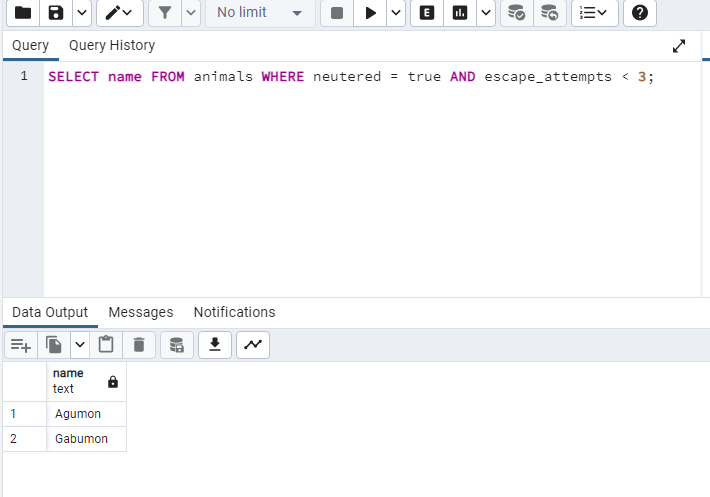 No limit
E
Query Query History
1 SELECT name FROM animals WHERE neutered = true AND escape_attempts < 3;
Data Output Messages Notifications
name
text
1 Agumon
2 Gabumon